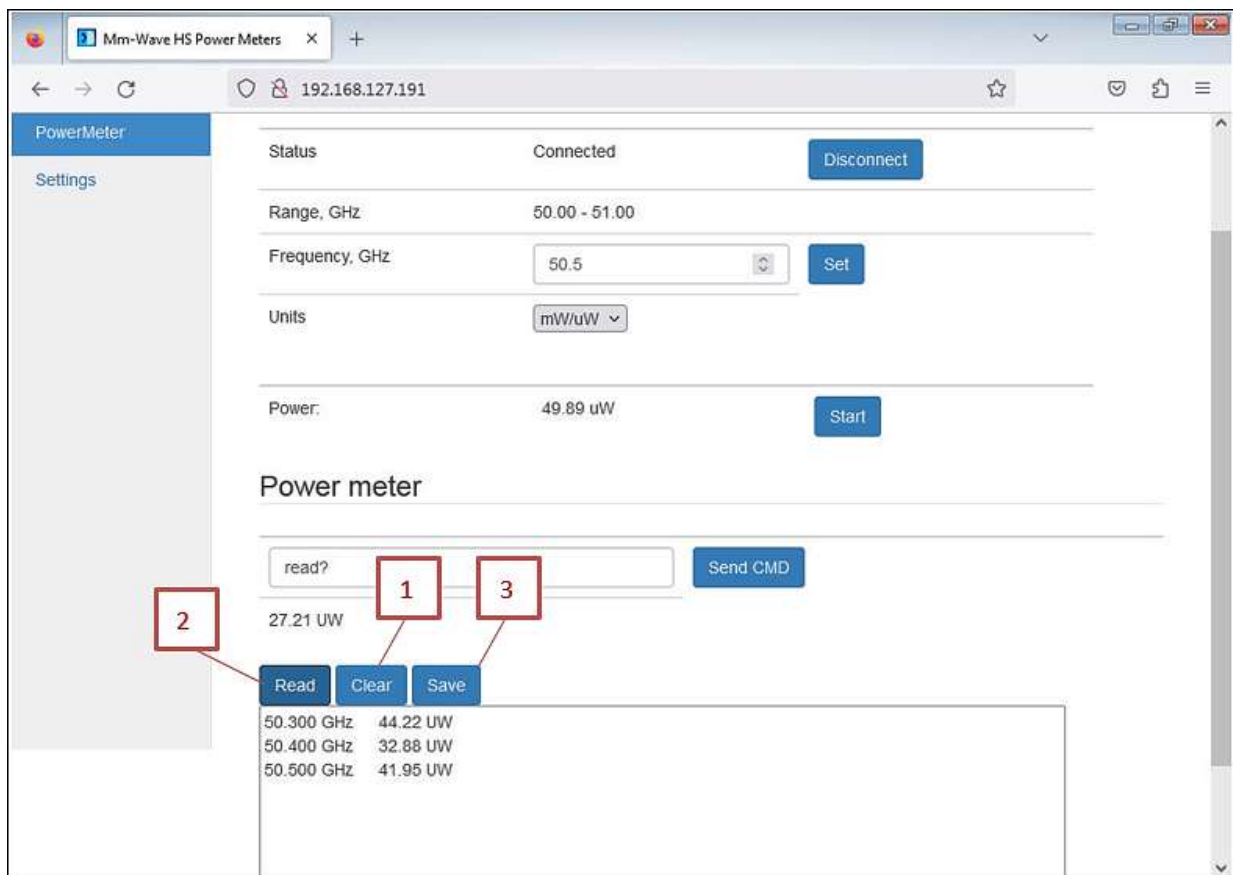 Mm-Wave HS Power Meters
192.168.127.191
PowerMeter
Settings
Status Connected Disconnect
Range, GHz 50.00 - 51.00
Frequency, GHz 50.5 Set
Units mW/uW
Power: 49.89 uW Start
Power meter
read? Send CMD
1 3
2 27.21 UW
Read Clear Save
50.300 GHz 44.22 UW
50.400 GHz 32.88 UW
50.500 GHz 41.95 UW